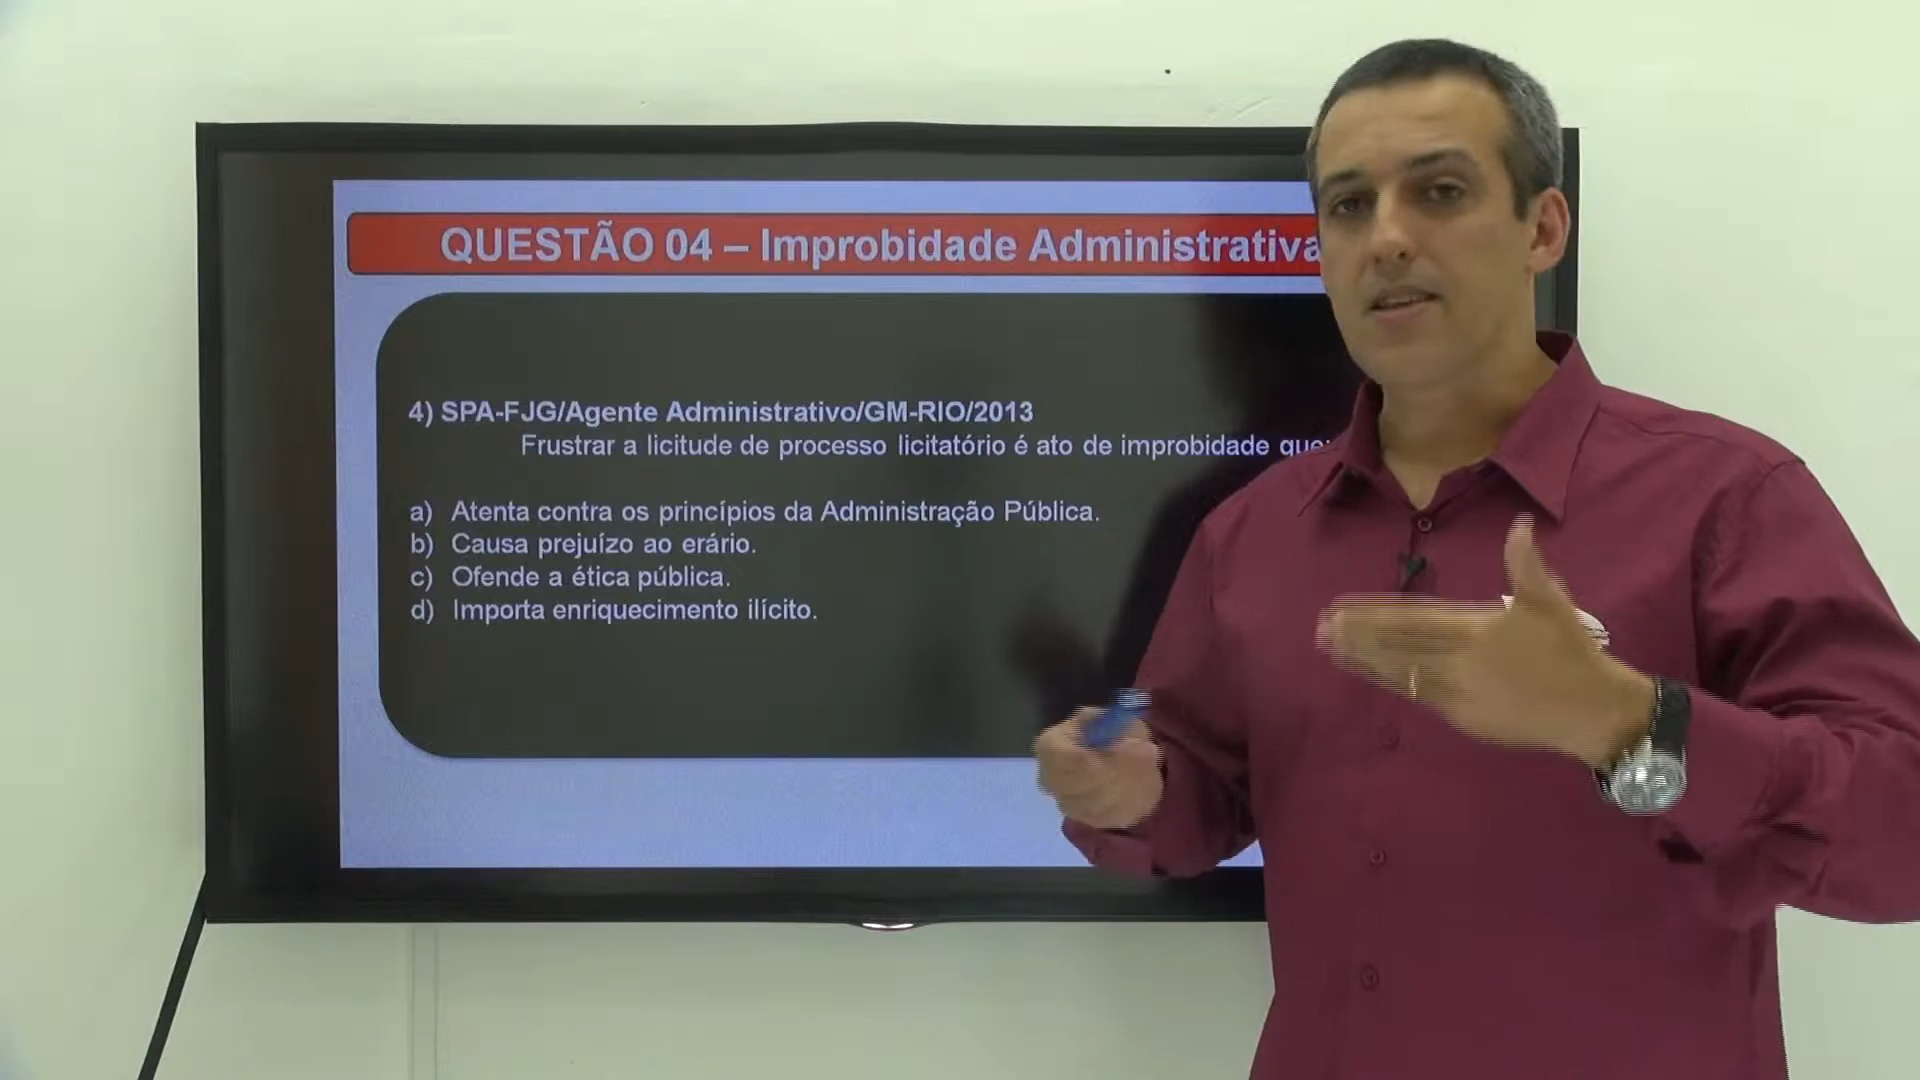 QUESTÃO 04 – Improbidade Administrativa
4) SPA-FJG/Agente Administrativo/GM-RIO/2013
Frustrar a licitude de processo licitatório é ato de improbidade que
a) Atenta contra os princípios da Administração Pública.
b) Causa prejuízo ao erário.
c) Ofende a ética pública.
d) Importa enriquecimento ilícito.